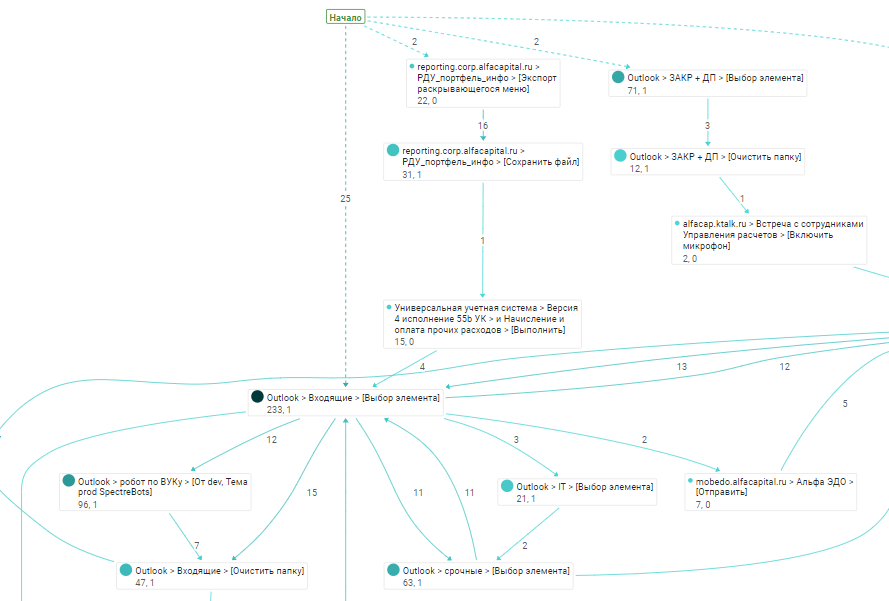 Начало
2
2
reporting.corp.alfacapital.ru >
РДУ_портфель_инфо > [Экспорт
раскрывающегося меню]
22, 0
Outlook > ЗАКР + ДП > [Выбор элемента]
71, 1
16
3
reporting.corp.alfacapital.ru >
РДУ_портфель_инфо > [Сохранить файл]
31, 1
Outlook > ЗАКР + ДП > [Очистить папку]
12, 1
25
1
alfacap.ktalk.ru > Встреча с сотрудниками
Управления расчетов > [Включить
микрофон]
2, 0
1
Универсальная учетная система > Версия
4 исполнение 55b УК > и Начисление и
оплата прочих расходов > [Выполнить]
15, 0
4
13
12
Outlook > Входящие > [Выбор элемента]
233, 1
5
12
3
2
Outlook > робот по ВУКу > [От dev, Тема
prod SpectreBots]
96, 1
15
11
11
Outlook > IT > [Выбор элемента]
21, 1
mobedo.alfacapital.ru > Альфа ЭДО >
[Отправить]
7, 0
7
2
Outlook > Входящие > [Очистить папку]
47, 1
Outlook > срочные > [Выбор элемента]
63, 1